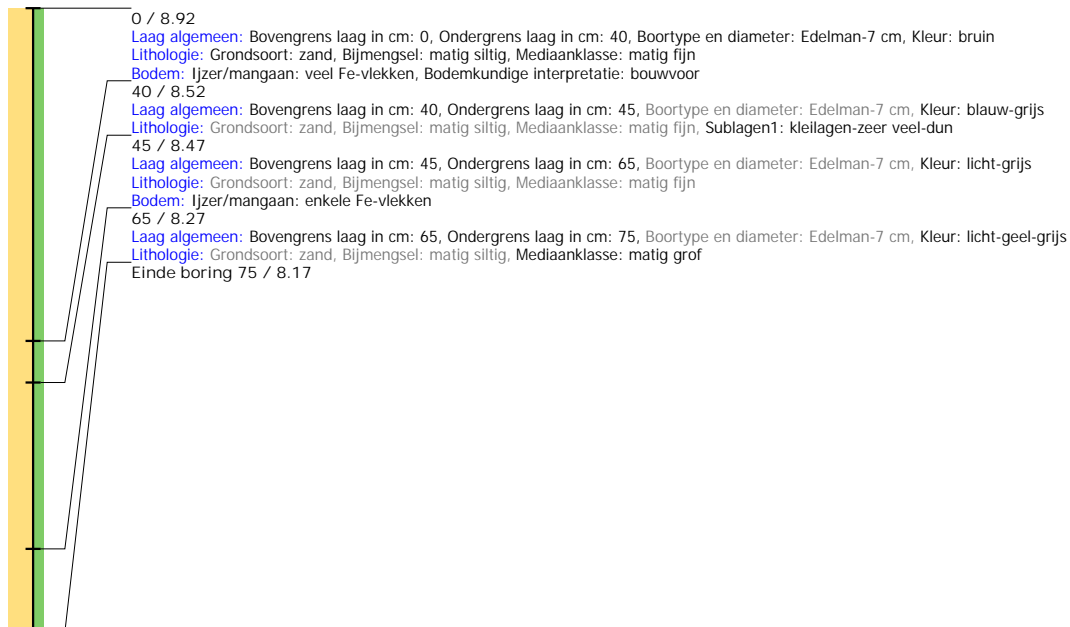 0 / 8.92
Laag algemeen: Bovengrens laag in cm: 0, Ondergrens laag in cm: 40, Boortype en diameter: Edelman-7 cm, Kleur: bruin
Lithologie: Grondsoort: zand, Bijmengsel: matig siltig, Mediaanklasse: matig fijn
Bodem: Ijzer/mangaan: veel Fe-vlekken, Bodemkundige interpretatie: bouwvoor
40 / 8.52
Laag algemeen: Bovengrens laag in cm: 40, Ondergrens laag in cm: 45, Boortype en diameter: Edelman-7 cm, Kleur: blauw-grijs
Lithologie: Grondsoort: zand, Bijmengsel: matig siltig, Mediaanklasse: matig fijn, Sublagen1: kleilagen-zeer veel-dun
45 / 8.47
Laag algemeen: Bovengrens laag in cm: 45, Ondergrens laag in cm: 65, Boortype en diameter: Edelman-7 cm, Kleur: licht-grijs
Lithologie: Grondsoort: zand, Bijmengsel: matig siltig, Mediaanklasse: matig fijn
Bodem: Ijzer/mangaan: enkele Fe-vlekken
65 / 8.27
Laag algemeen: Bovengrens laag in cm: 65, Ondergrens laag in cm: 75, Boortype en diameter: Edelman-7 cm, Kleur: licht-geel-grijs
Lithologie: Grondsoort: zand, Bijmengsel: matig siltig, Mediaanklasse: matig grof
Einde boring 75 / 8.17